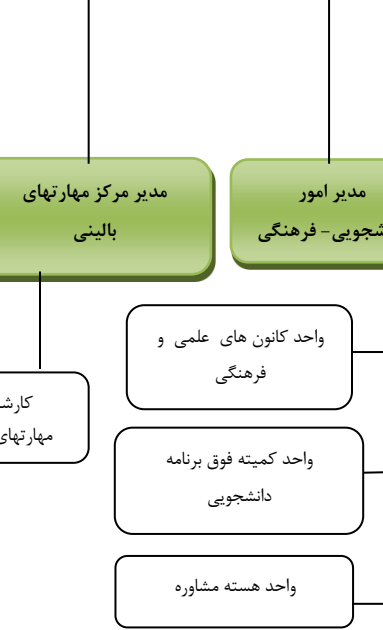 مدیر امور
شجویی- فرهنگی
مدیر مرکز مهارتهای
بالینی
واحد کانون های علمی و
فرهنگی
واحد کمیته فوق برنامه
دانشجویی
واحد هسته مشاوره
کارشـ
مهارتهای